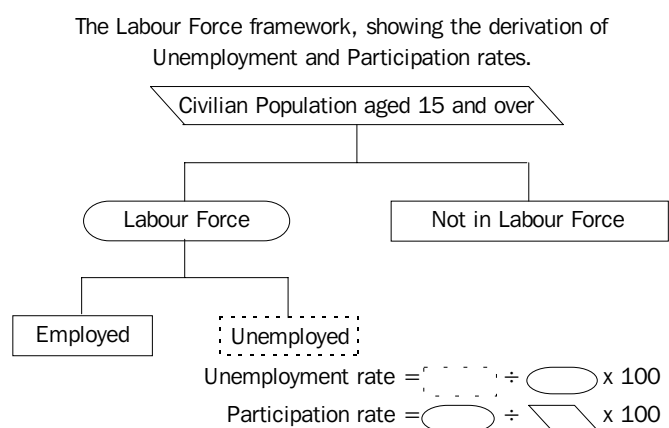 The Labour Force framework, showing the derivation of
Unemployment and Participation rates.
Civilian Population aged 15 and over
Labour Force
Not in Labour Force
Employed
Unemployed
Unemployment rate = ÷ x 100
Participation rate = ÷ x 100